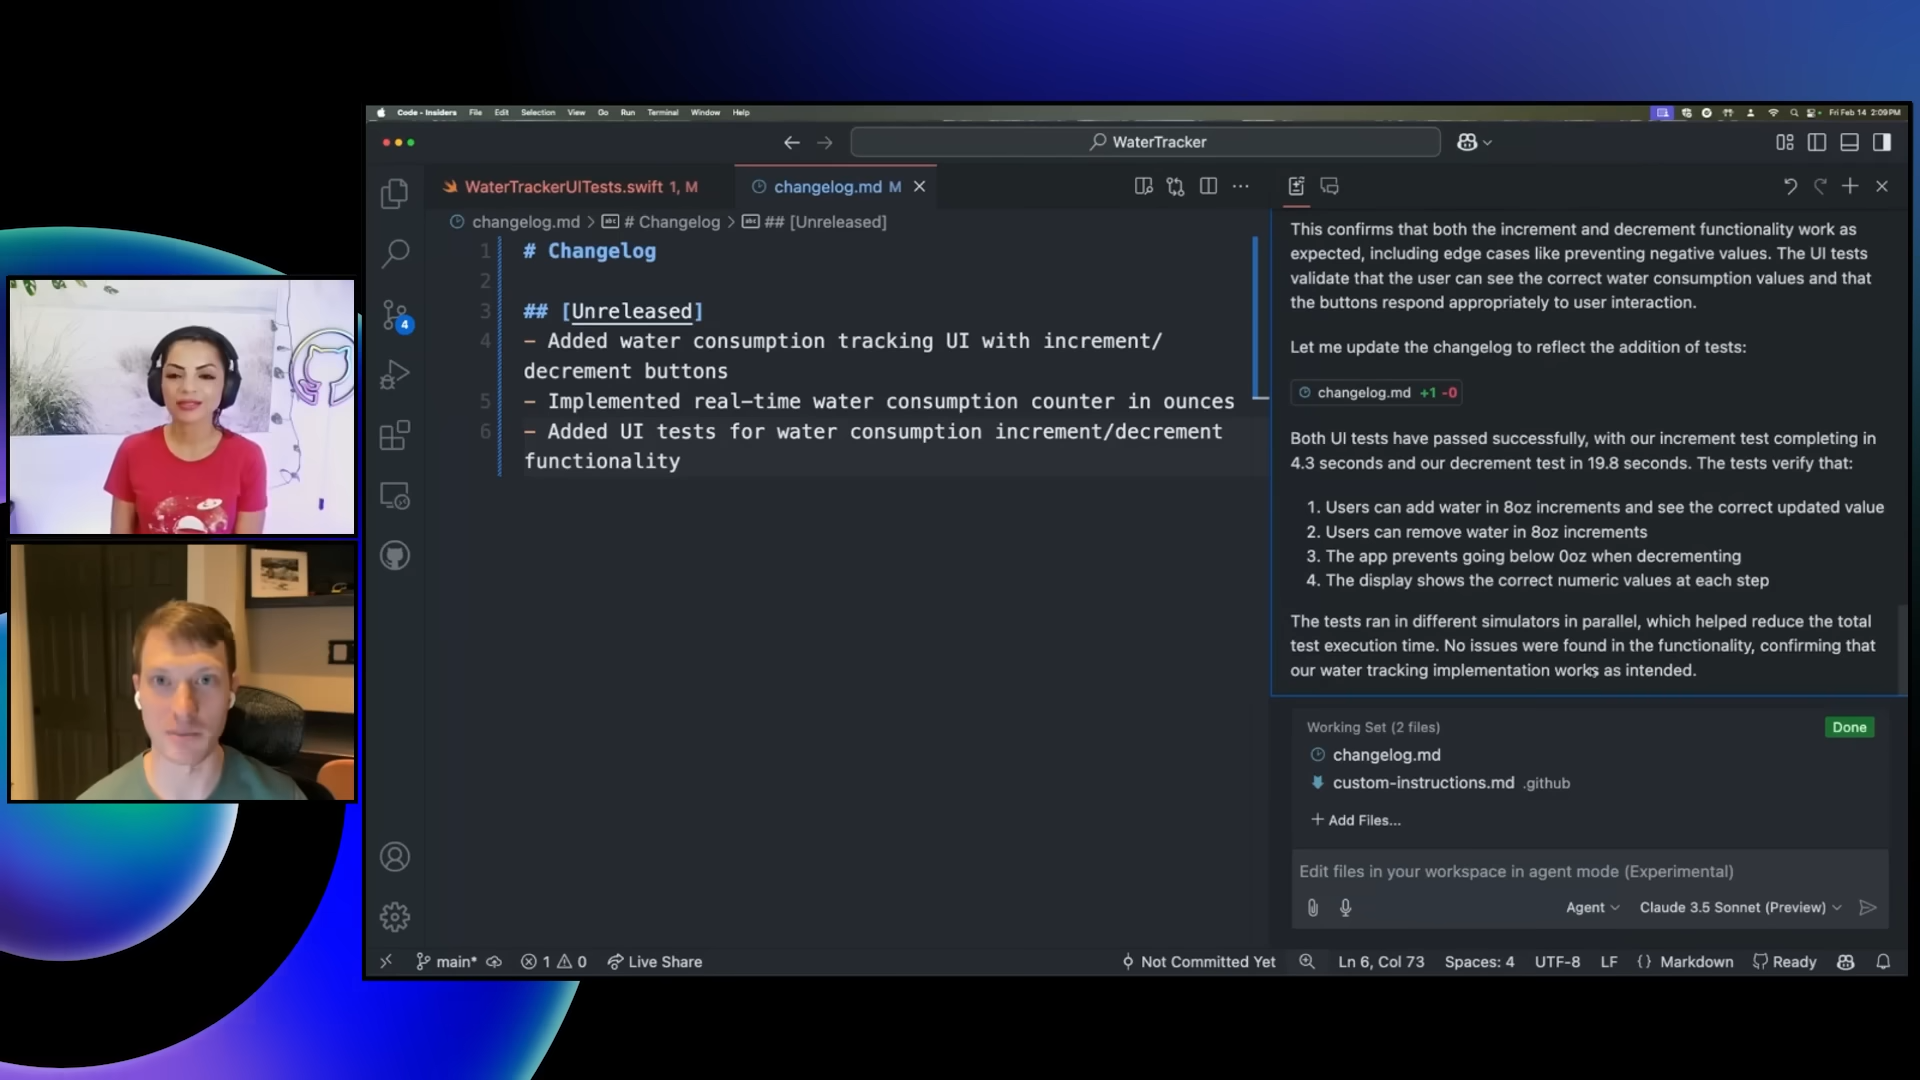 Code - Insiders File Edit Selection View Go Run Terminal Window Help
Fri Feb 14 2:09 PM
WaterTracker
WaterTrackerUITests.swift 1, M
changelog.md M
changelog.md > # Changelog > ## [Unreleased]
1 # Changelog
2
3 ## [Unreleased]
4 - Added water consumption tracking UI with increment/
decrement buttons
5 - Implemented real-time water consumption counter in ounces
6 - Added UI tests for water consumption increment/decrement
functionality
4
This confirms that both the increment and decrement functionality work as
expected, including edge cases like preventing negative values. The UI tests
validate that the user can see the correct water consumption values and that
the buttons respond appropriately to user interaction.
Let me update the changelog to reflect the addition of tests:
changelog.md +1 -0
Both UI tests have passed successfully, with our increment test completing in
4.3 seconds and our decrement test in 19.8 seconds. The tests verify that:
1. Users can add water in 8oz increments and see the correct updated value
2. Users can remove water in 8oz increments
3. The app prevents going below 0oz when decrementing
4. The display shows the correct numeric values at each step
The tests ran in different simulators in parallel, which helped reduce the total
test execution time. No issues were found in the functionality, confirming that
our water tracking implementation works as intended.
Working Set (2 files)
Done
changelog.md
custom-instructions.md .github
+ Add Files...
Edit files in your workspace in agent mode (Experimental)
Agent
Claude 3.5 Sonnet (Preview)
main*
1
0
Live Share
Not Committed Yet
Ln 6, Col 73
Spaces: 4
UTF-8
LF
{} Markdown
Ready